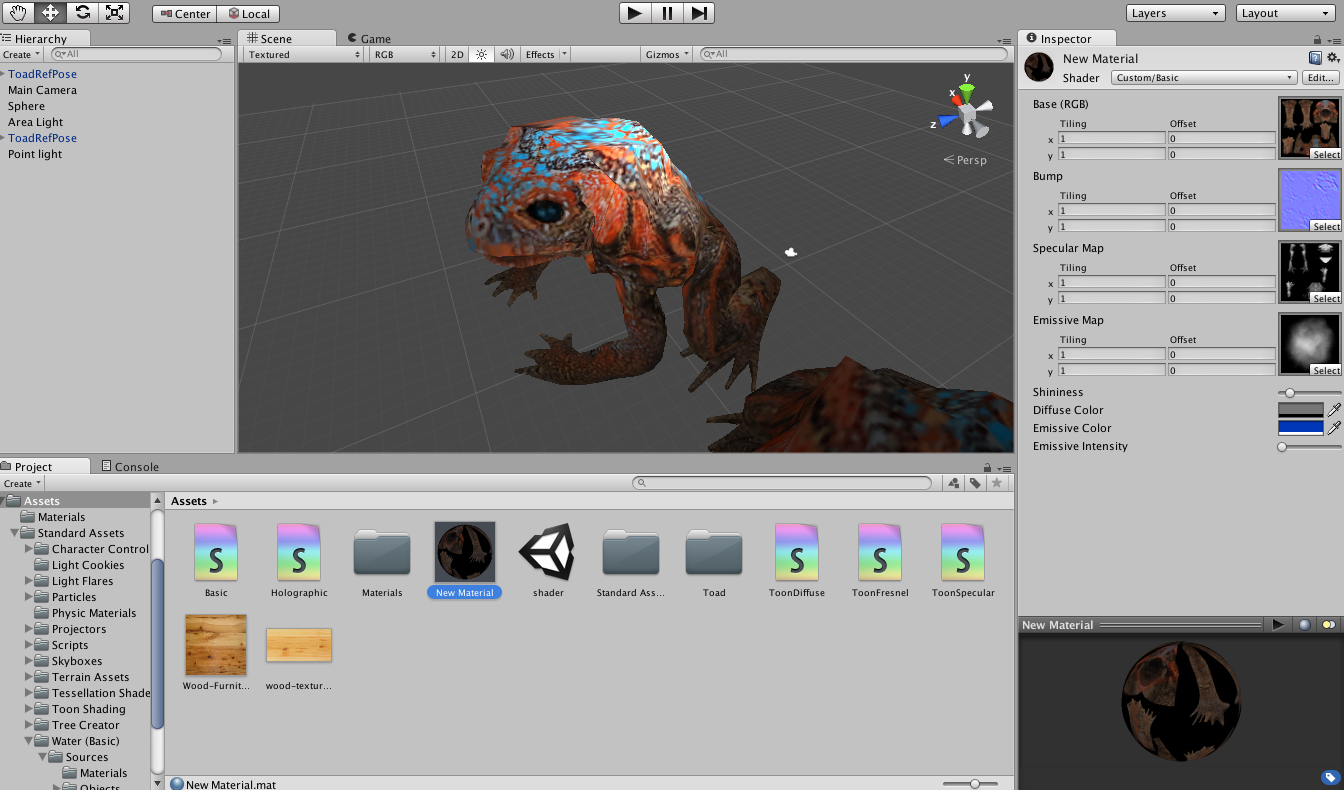 Center Local
Layers Layout
Hierarchy
Create All
ToadRefPose
Main Camera
Sphere
Area Light
ToadRefPose
Point light
Scene Game
Textured RGB 2D Effects Gizmos All
y
x
z
Persp
Inspector
New Material
Shader Custom/Basic Edit...
Base (RGB)
Tiling Offset
x 1 0
y 1 0
Select
Bump
Tiling Offset
x 1 0
y 1 0
Select
Specular Map
Tiling Offset
x 1 0
y 1 0
Select
Emissive Map
Tiling Offset
x 1 0
y 1 0
Select
Shininess
Diffuse Color
Emissive Color
Emissive Intensity
Project Console
Create
Assets
Materials
Standard Assets
Character Control
Light Cookies
Light Flares
Particles
Physic Materials
Projectors
Scripts
Skyboxes
Terrain Assets
Tessellation Shade
Toon Shading
Tree Creator
Water (Basic)
Sources
Materials
Objects
Assets
Basic Holographic Materials New Material shader Standard Ass... Toad ToonDiffuse ToonFresnel ToonSpecular
Wood-Furnit... wood-textur...
New Material.mat
New Material